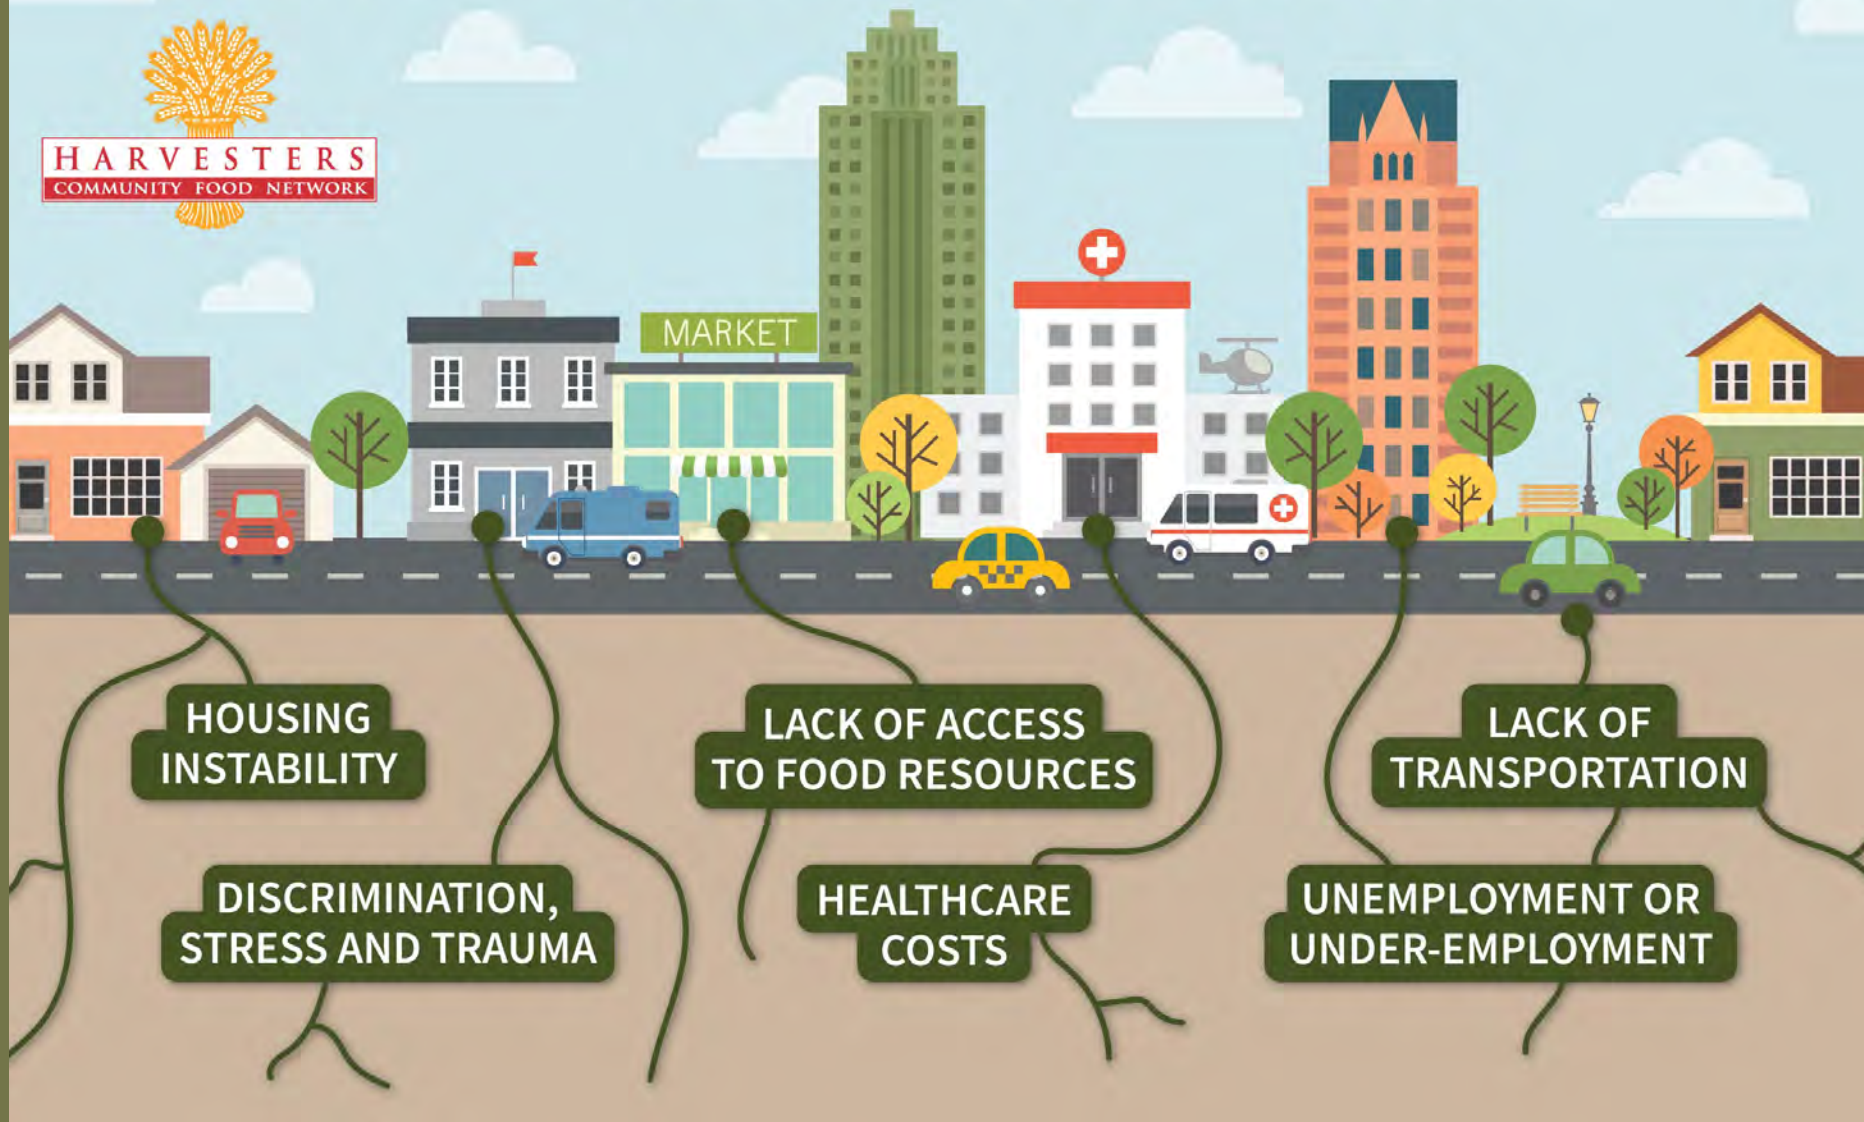 HARVESTERS
COMMUNITY FOOD NETWORK
MARKET
HOUSING
INSTABILITY
LACK OF ACCESS
TO FOOD RESOURCES
LACK OF
TRANSPORTATION
DISCRIMINATION,
STRESS AND TRAUMA
HEALTHCARE
COSTS
UNEMPLOYMENT OR
UNDER-EMPLOYMENT